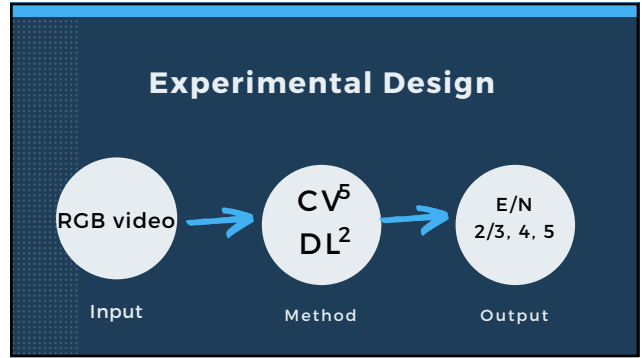 Experimental Design
RGB video
CV⁵
DL²
E/N
2/3, 4, 5
Input
Method
Output